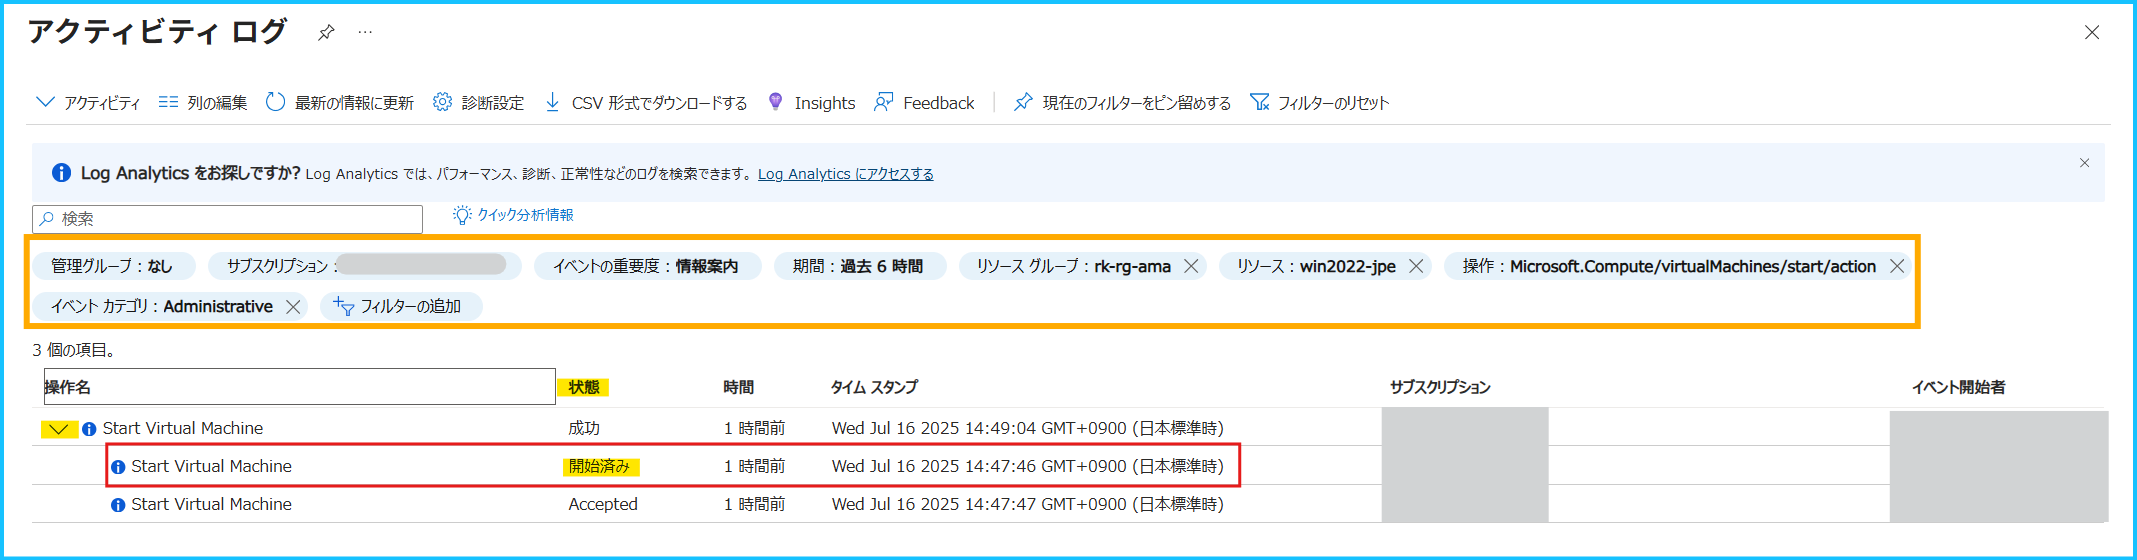 アクティビティ ログ
アクティビティ 列の編集 最新の情報に更新 診断設定 CSV 形式でダウンロードする Insights Feedback 現在のフィルターをピン留めする フィルターのリセット
Log Analytics をお探しですか? Log Analytics では、パフォーマンス、診断、正常性などのログを検索できます。 Log Analytics にアクセスする
検索 クイック分析情報
管理グループ : なし サブスクリプション : イベントの重要度 : 情報案内 期間 : 過去 6 時間 リソース グループ : rk-rg-ama リソース : win2022-jpe 操作 : Microsoft.Compute/virtualMachines/start/action
イベント カテゴリ : Administrative フィルターの追加
3 個の項目。
操作名 状態 時間 タイム スタンプ サブスクリプション イベント開始者
Start Virtual Machine 成功 1 時間前 Wed Jul 16 2025 14:49:04 GMT+0900 (日本標準時)
Start Virtual Machine 開始済み 1 時間前 Wed Jul 16 2025 14:47:46 GMT+0900 (日本標準時)
Start Virtual Machine Accepted 1 時間前 Wed Jul 16 2025 14:47:47 GMT+0900 (日本標準時)